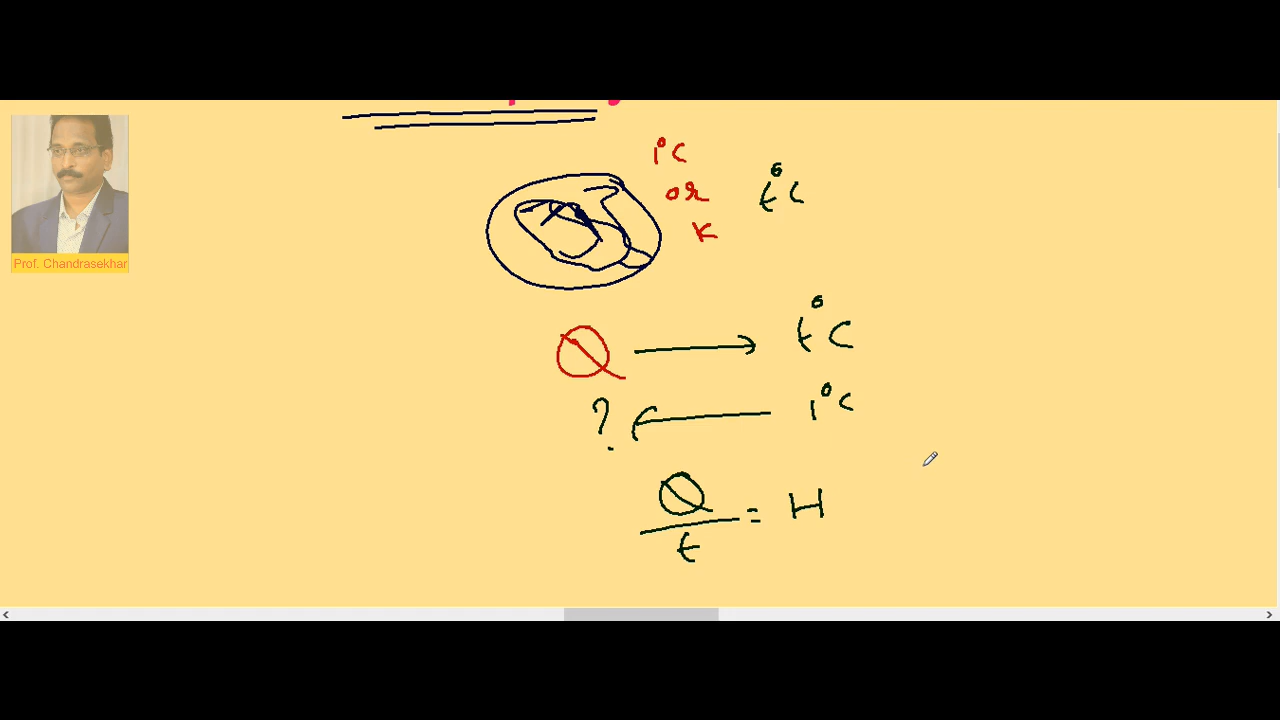 1°C
or t°C
K
Prof. Chandrasekhar
Q → t°C
? ← 1°C
Q/t = H